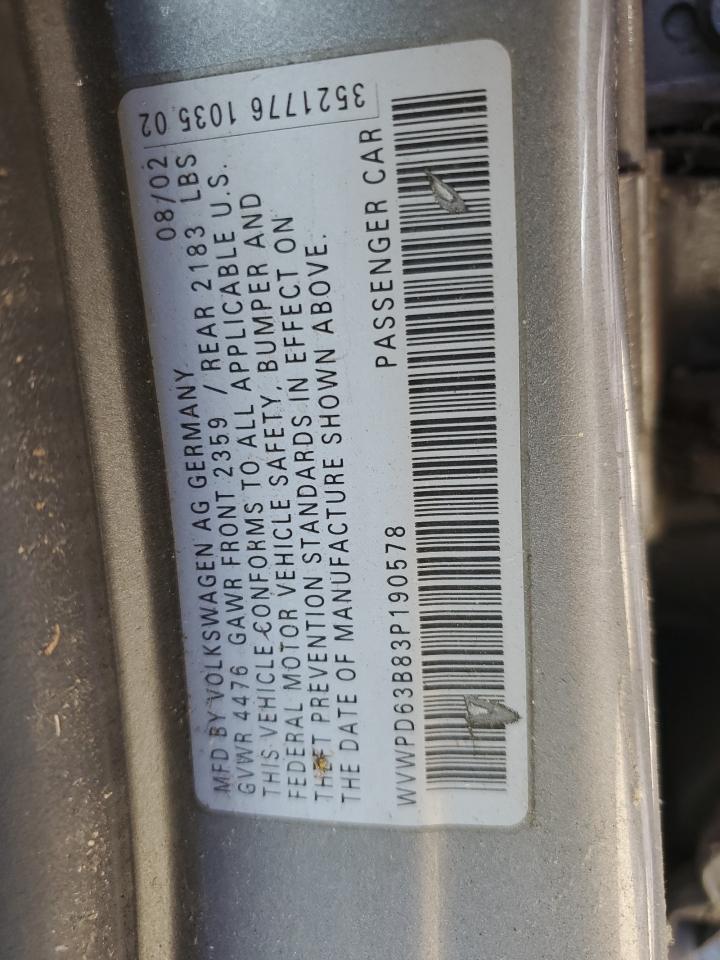 MFD BY VOLKSWAGEN AG GERMANY 08/02
GVWR 4476 GAWR FRONT 2359 / REAR 2183 LBS
THIS VEHICLE CONFORMS TO ALL APPLICABLE U.S.
FEDERAL MOTOR VEHICLE SAFETY, BUMPER AND
THEFT PREVENTION STANDARDS IN EFFECT ON
THE DATE OF MANUFACTURE SHOWN ABOVE.
WVWPD63B83P190578 PASSENGER CAR
3521776 1035 02